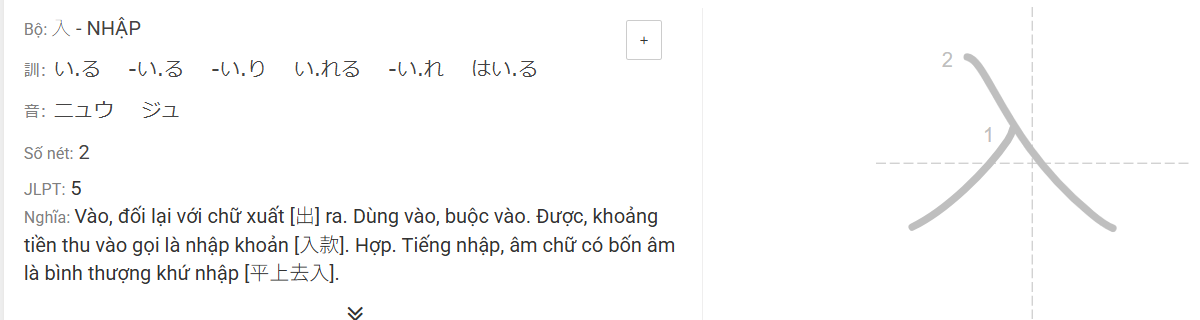 Bộ: 入 - NHẬP
+
訓: い.る -い.る -い.り い.れる -い.れ はい.る
音: ニュウ ジュ
Số nét: 2
JLPT: 5
Nghĩa: Vào, đối lại với chữ xuất [出] ra. Dùng vào, buộc vào. Được, khoảng
tiền thu vào gọi là nhập khoản [入款]. Hợp. Tiếng nhập, âm chữ có bốn âm
là bình thượng khứ nhập [平上去入].
2
1
入